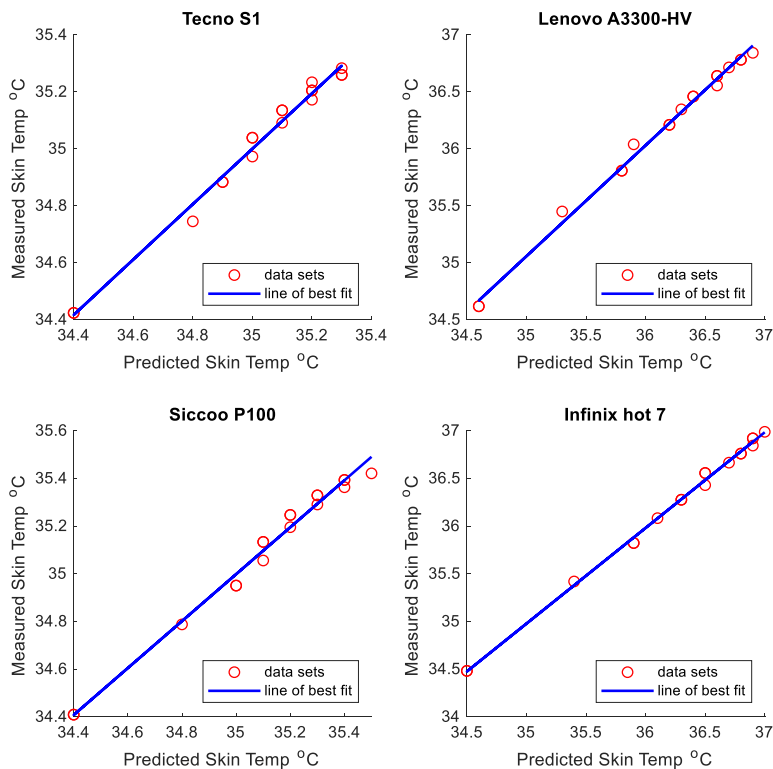 Tecno S1
35.4
35.2
35
34.8
34.6
34.4
Measured Skin Temp °C
data sets
line of best fit
34.4 34.6 34.8 35 35.2 35.4
Predicted Skin Temp °C
Lenovo A3300-HV
37
36.5
36
35.5
35
34.5
Measured Skin Temp °C
data sets
line of best fit
34.5 35 35.5 36 36.5 37
Predicted Skin Temp °C
Siccoo P100
35.6
35.4
35.2
35
34.8
34.6
34.4
Measured Skin Temp °C
data sets
line of best fit
34.4 34.6 34.8 35 35.2 35.4
Predicted Skin Temp °C
Infinix hot 7
37
36.5
36
35.5
35
34.5
34
Measured Skin Temp °C
data sets
line of best fit
34.5 35 35.5 36 36.5 37
Predicted Skin Temp °C